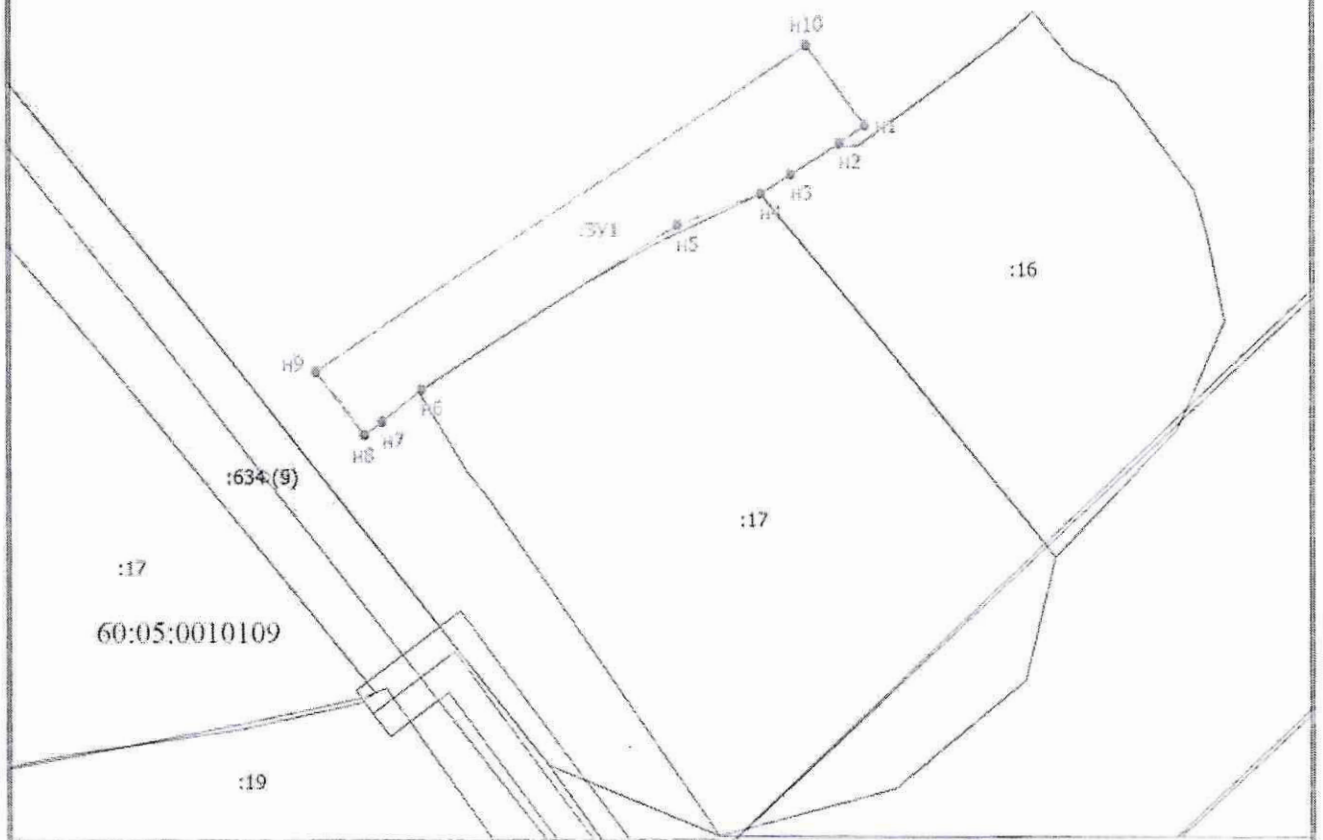 н10
н1
н2
н3
н4
:ЗУ1
н5
:16
н9
н6
н7
н8
:634(9)
:17
:17
60:05:0010109
:19